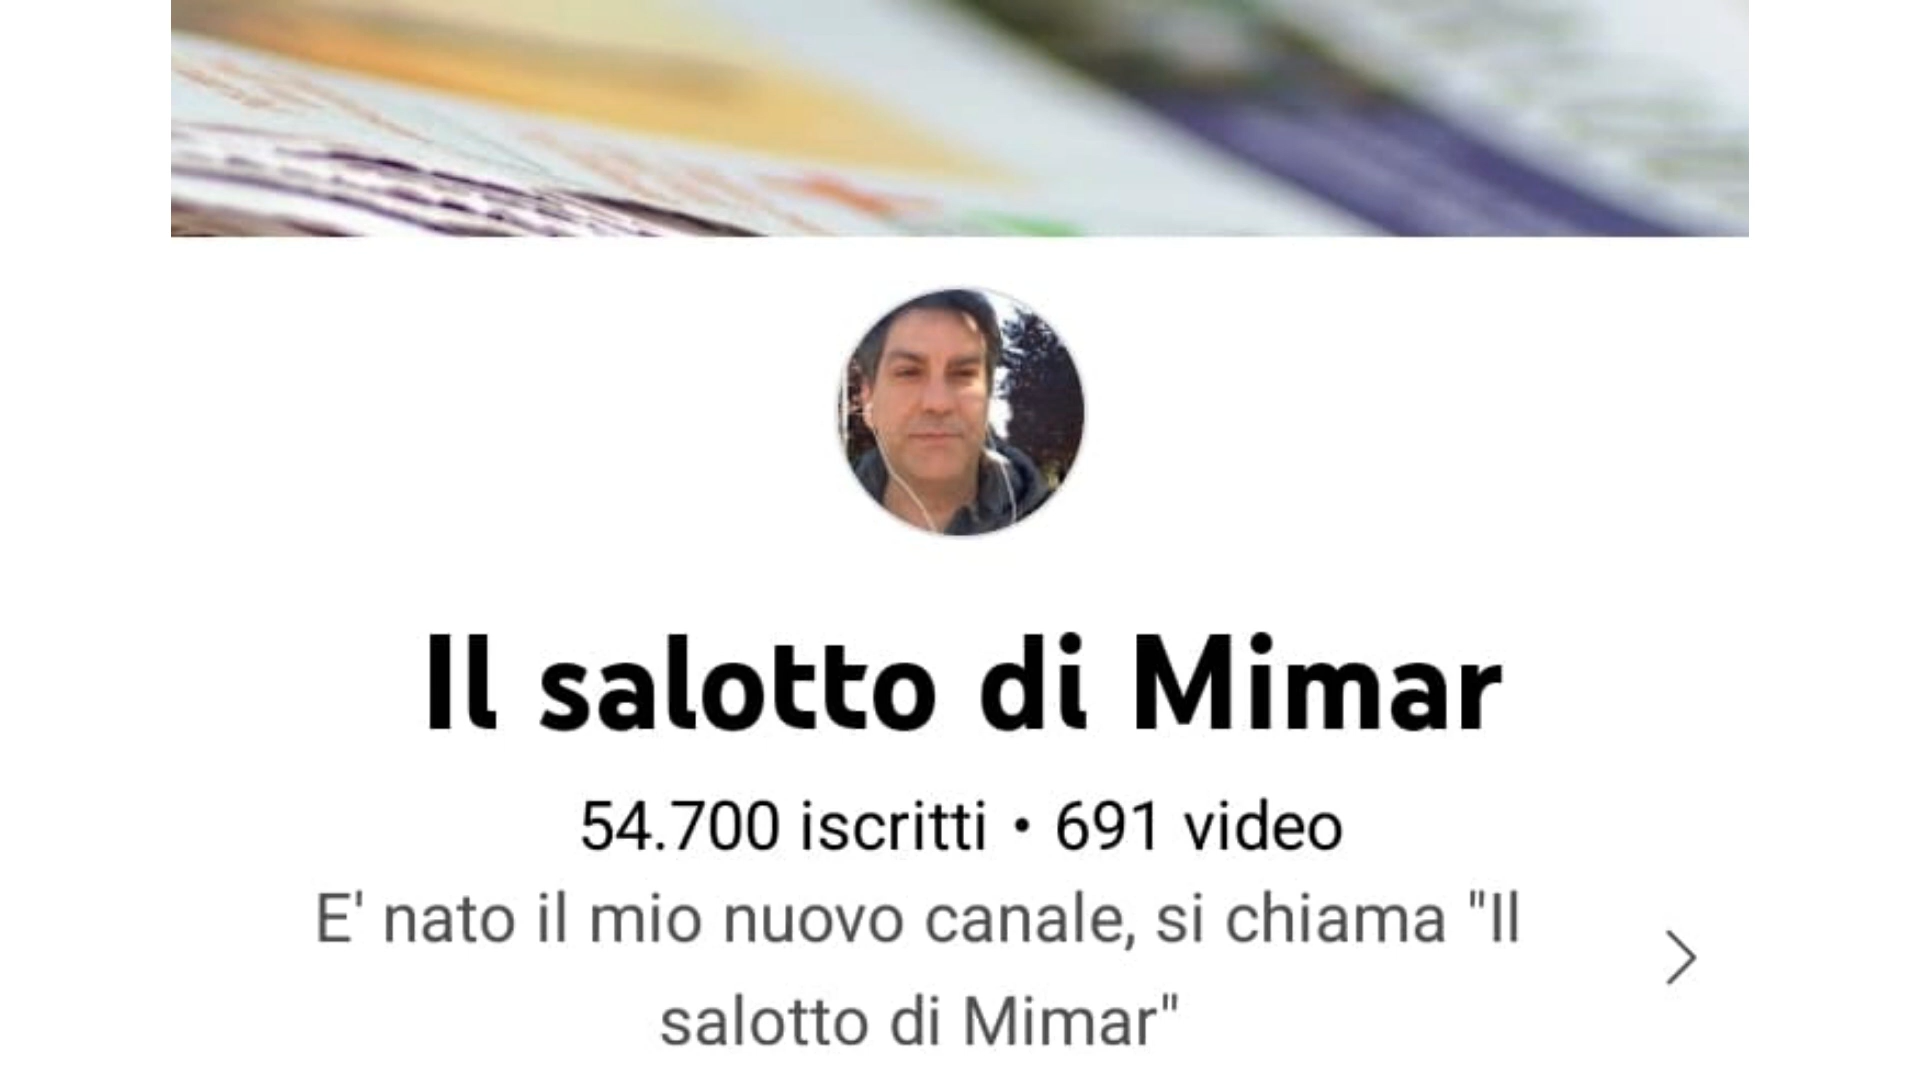 Il salotto di Mimar
54.700 iscritti • 691 video
E' nato il mio nuovo canale, si chiama "Il
salotto di Mimar"